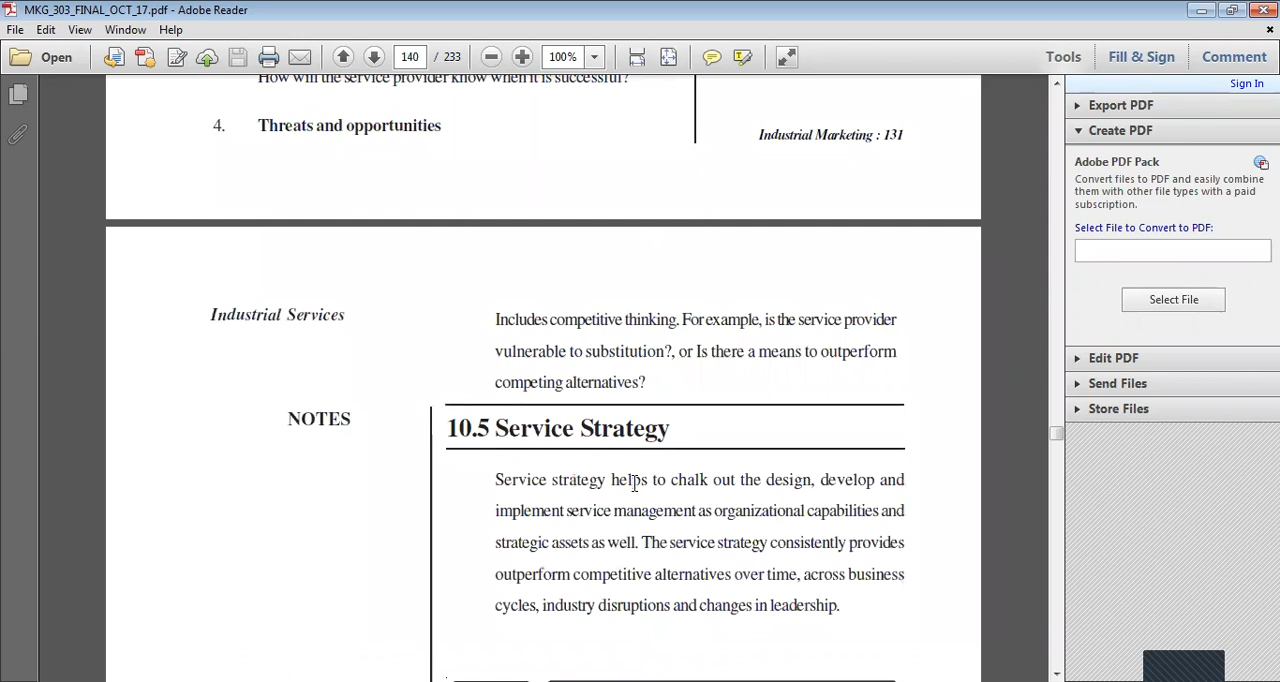 MKG_303_FINAL_OCT_17.pdf - Adobe Reader
File Edit View Window Help
Open 140 / 233 100% Tools Fill & Sign Comment
Sign In
Export PDF
Create PDF
Adobe PDF Pack
Convert files to PDF and easily combine
them with other file types with a paid
subscription.
Select File to Convert to PDF:
Select File
Edit PDF
Send Files
Store Files
How will the service provider know when it is successful?
4. Threats and opportunities
Industrial Marketing : 131
Industrial Services
Includes competitive thinking. For example, is the service provider
vulnerable to substitution?, or Is there a means to outperform
competing alternatives?
NOTES
10.5 Service Strategy
Service strategy helps to chalk out the design, develop and
implement service management as organizational capabilities and
strategic assets as well. The service strategy consistently provides
outperform competitive alternatives over time, across business
cycles, industry disruptions and changes in leadership.